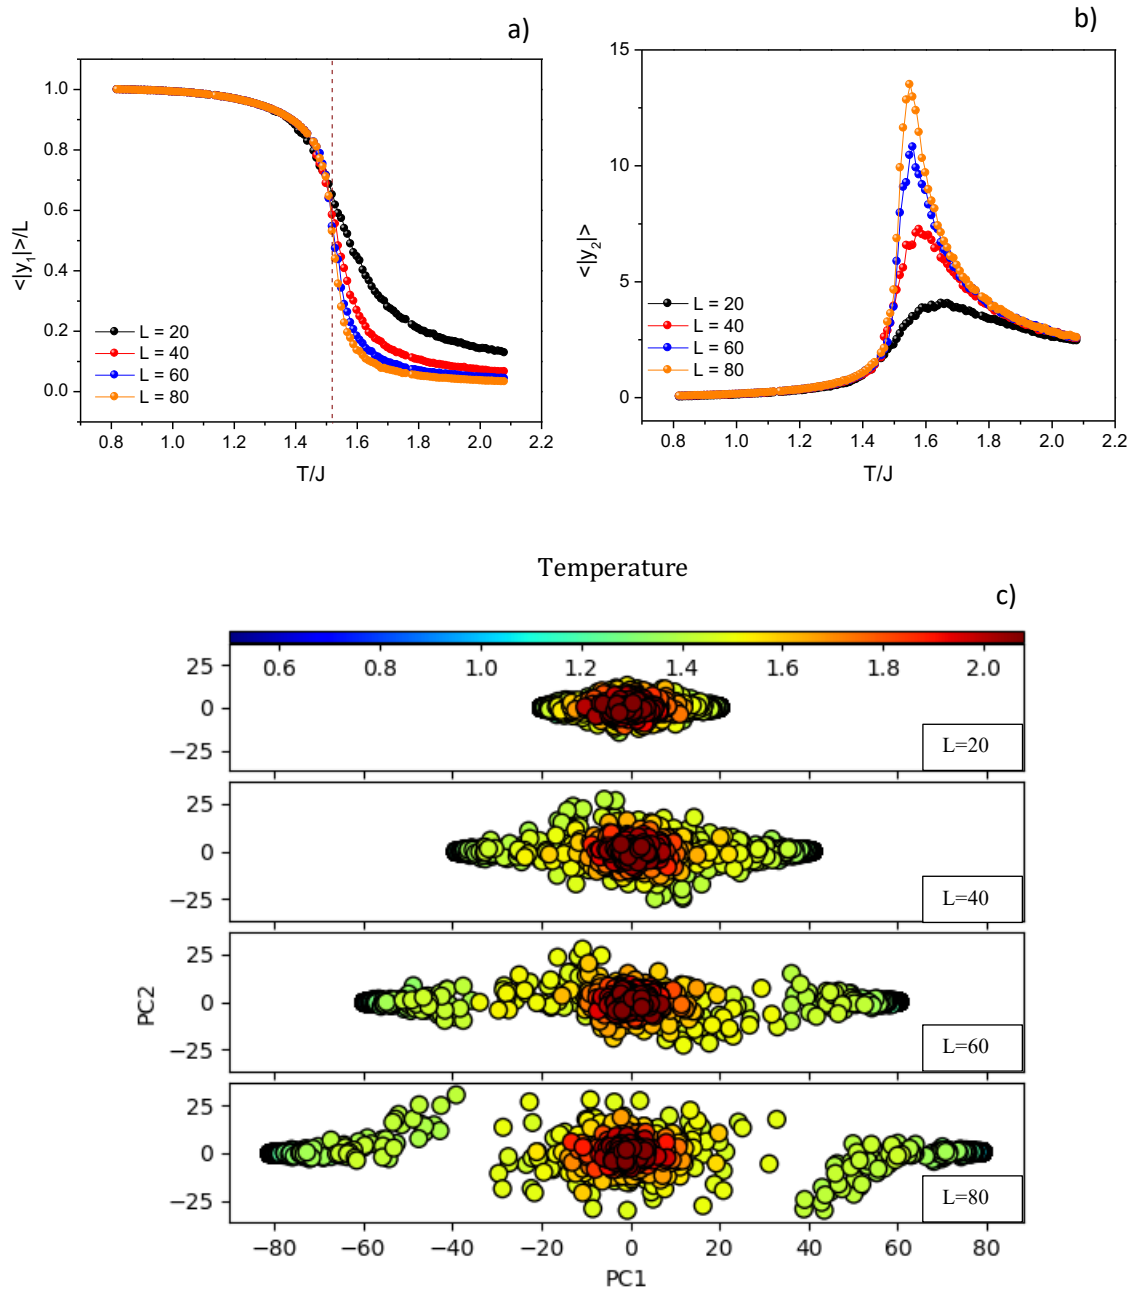 a)
<|y1|>/L
1.0
0.8
0.6
0.4
0.2
0.0
L = 20
L = 40
L = 60
L = 80
0.8 1.0 1.2 1.4 1.6 1.8 2.0 2.2
T/J
b)
<|y2|>
15
10
5
0
L = 20
L = 40
L = 60
L = 80
0.8 1.0 1.2 1.4 1.6 1.8 2.0 2.2
T/J
Temperature
c)
0.6 0.8 1.0 1.2 1.4 1.6 1.8 2.0
25
0
−25
L=20
25
0
−25
L=40
25
0
−25
L=60
25
0
−25
L=80
PC2
−80 −60 −40 −20 0 20 40 60 80
PC1